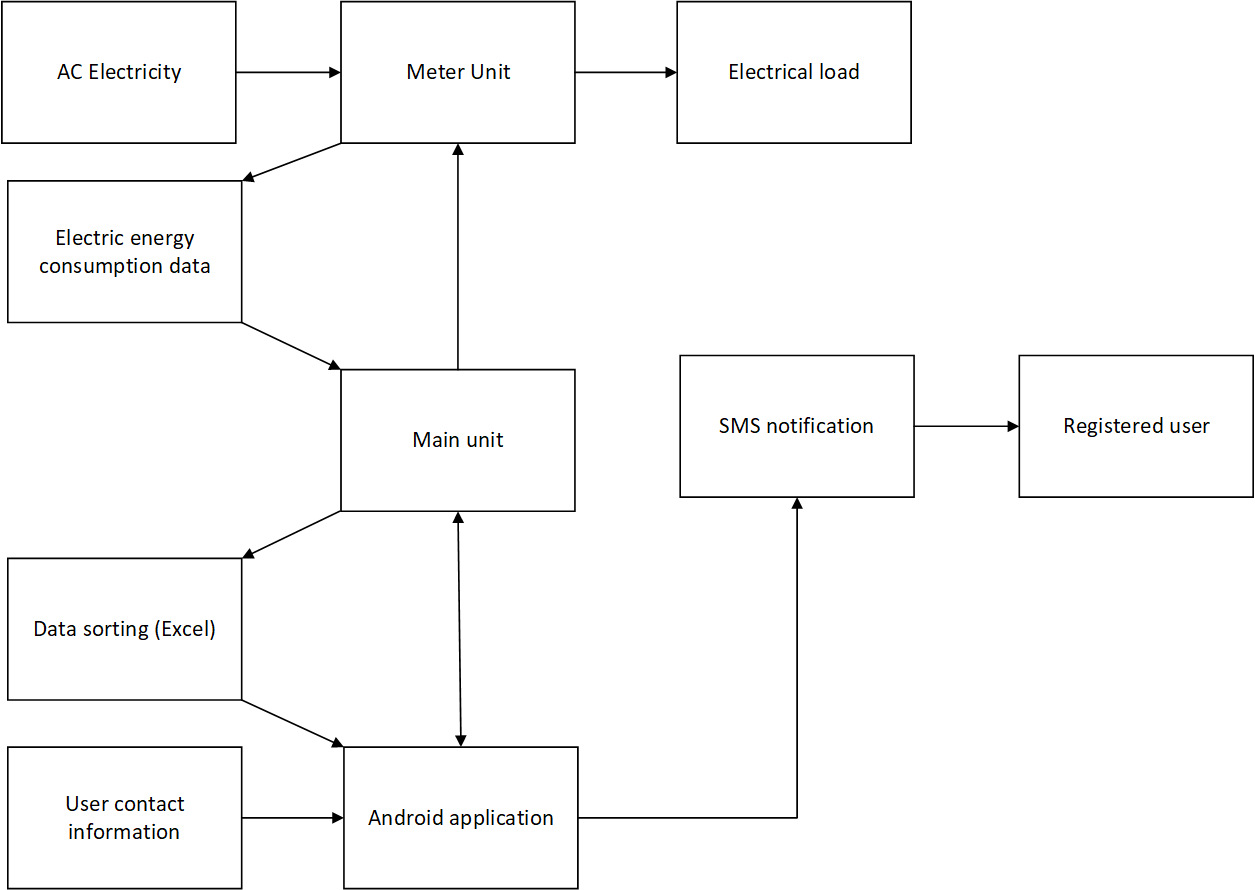 AC Electricity
Meter Unit
Electrical load
Electric energy
consumption data
Main unit
SMS notification
Registered user
Data sorting (Excel)
User contact
information
Android application